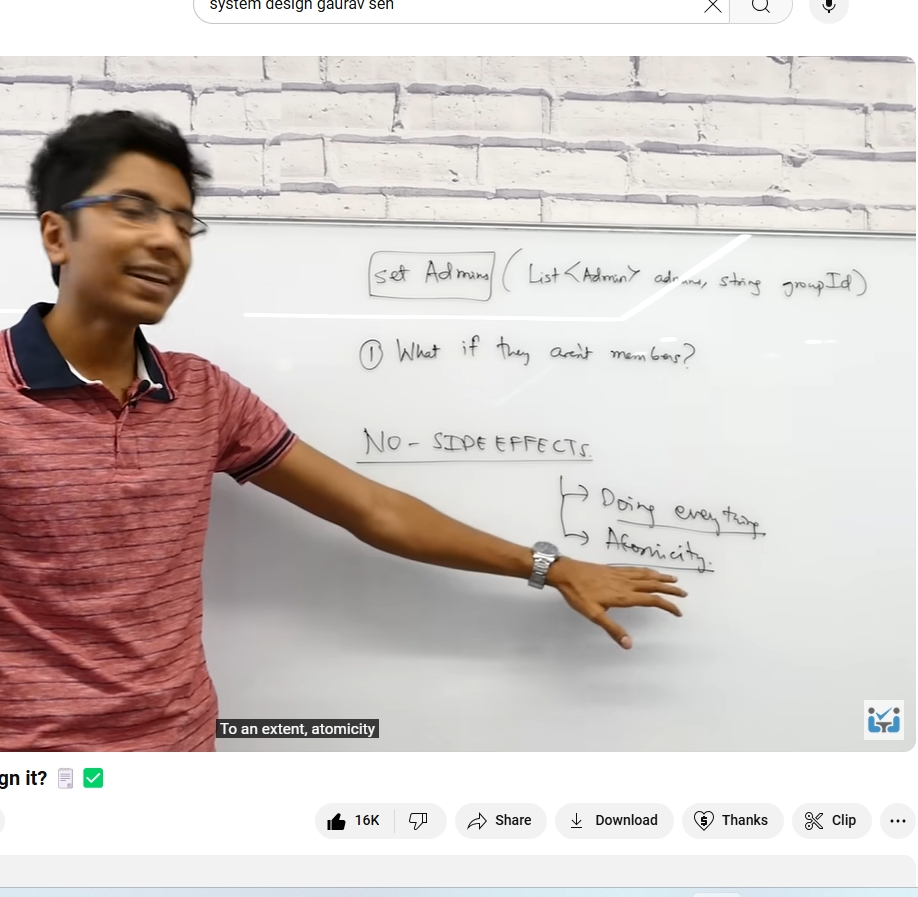 system design gaurav sen
set Admins ( List<Admin> admins, string groupId)
① What if they aren't members?
NO - SIDE EFFECTS.
Doing everything
Atomicity.
To an extent, atomicity
gn it?
16K
Share
Download
Thanks
Clip